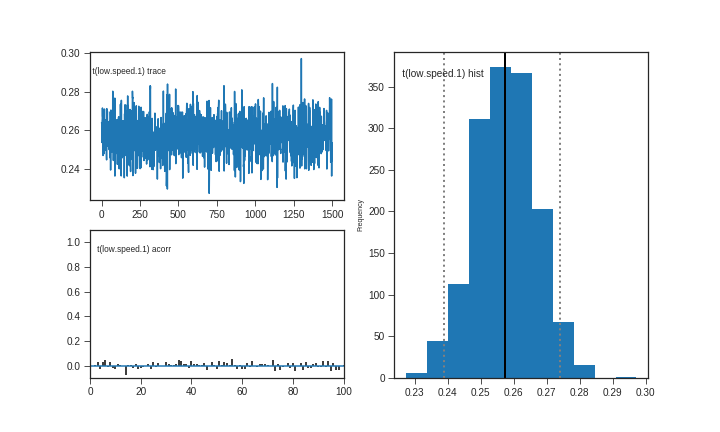 t(low.speed.1) trace
0.30
0.28
0.26
0.24
0 250 500 750 1000 1250 1500
t(low.speed.1) acorr
1.0
0.8
0.6
0.4
0.2
0.0
0 20 40 60 80 100
t(low.speed.1) hist
Frequency
350
300
250
200
150
100
50
0
0.23 0.24 0.25 0.26 0.27 0.28 0.29 0.30